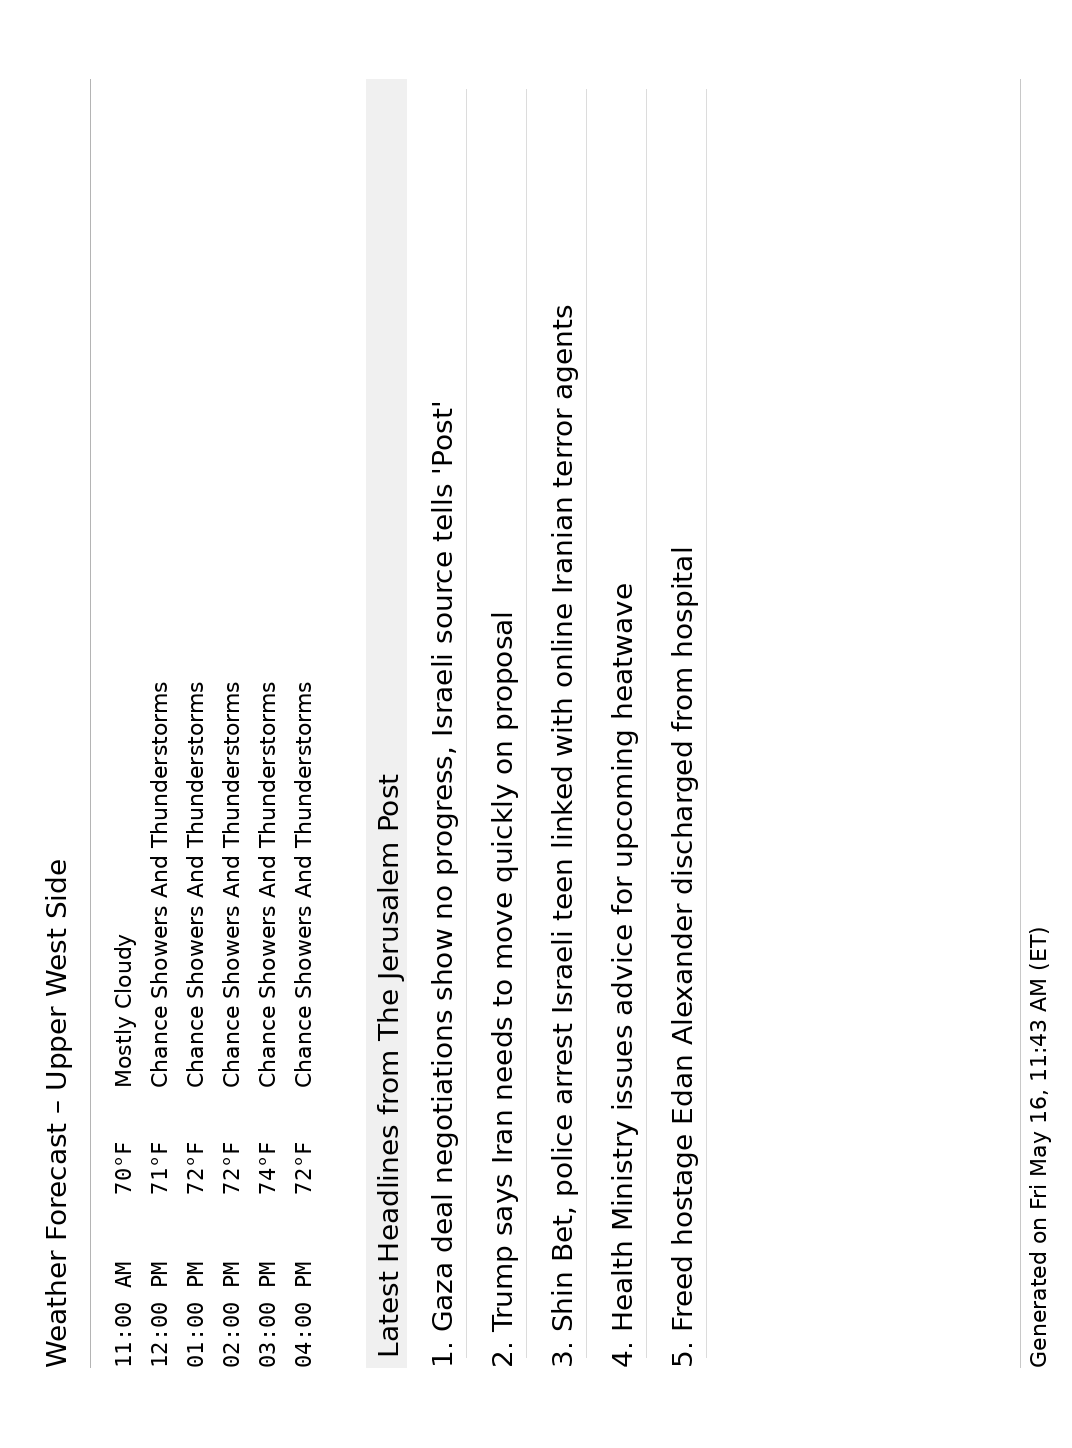 Weather Forecast – Upper West Side
11:00 AM 70°F Mostly Cloudy
12:00 PM 71°F Chance Showers And Thunderstorms
01:00 PM 72°F Chance Showers And Thunderstorms
02:00 PM 72°F Chance Showers And Thunderstorms
03:00 PM 74°F Chance Showers And Thunderstorms
04:00 PM 72°F Chance Showers And Thunderstorms
Latest Headlines from The Jerusalem Post
1. Gaza deal negotiations show no progress, Israeli source tells 'Post'
2. Trump says Iran needs to move quickly on proposal
3. Shin Bet, police arrest Israeli teen linked with online Iranian terror agents
4. Health Ministry issues advice for upcoming heatwave
5. Freed hostage Edan Alexander discharged from hospital
Generated on Fri May 16, 11:43 AM (ET)